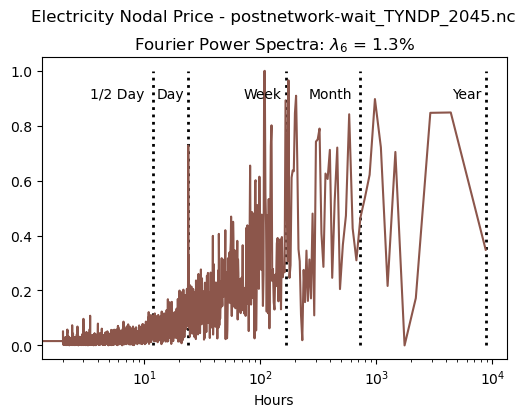 Electricity Nodal Price - postnetwork-wait_TYNDP_2045.nc
Fourier Power Spectra: λ₆ = 1.3%
1/2 Day Day Week Month Year
1.0
0.8
0.6
0.4
0.2
0.0
10¹ 10² 10³ 10⁴
Hours